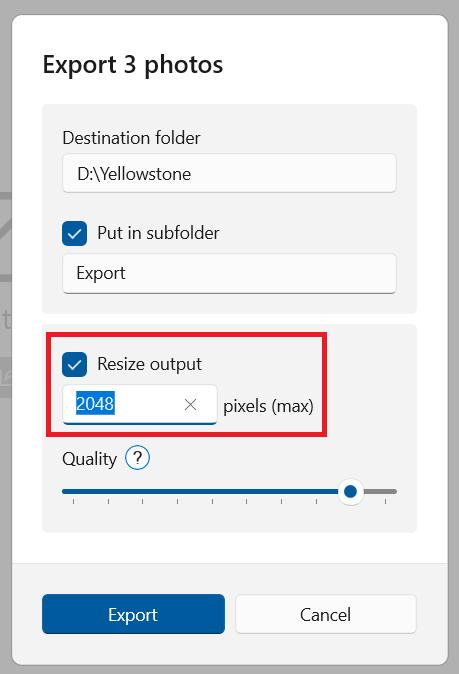 Export 3 photos
Destination folder
D:\Yellowstone
Put in subfolder
Export
Resize output
2048 pixels (max)
Quality ?
Export Cancel